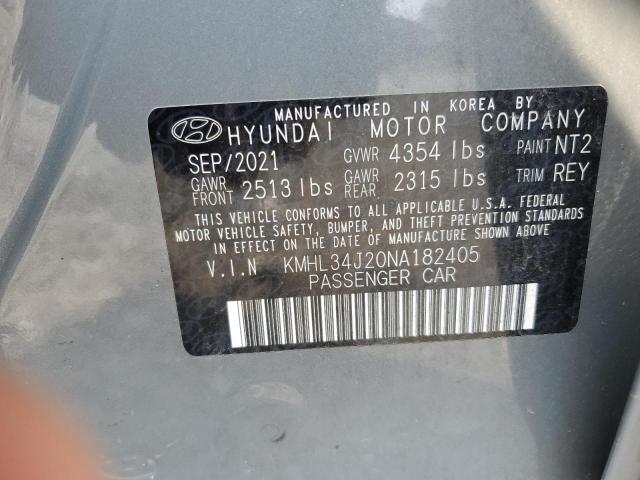 MANUFACTURED IN KOREA BY
HYUNDAI MOTOR COMPANY
SEP/2021 GVWR 4354 lbs PAINT NT2
GAWR FRONT 2513 lbs GAWR REAR 2315 lbs TRIM REY
THIS VEHICLE CONFORMS TO ALL APPLICABLE U.S.A. FEDERAL
MOTOR VEHICLE SAFETY, BUMPER, AND THEFT PREVENTION STANDARDS
IN EFFECT ON THE DATE OF MANUFACTURE SHOWN ABOVE.
V.I.N KMHL34J20NA182405
PASSENGER CAR